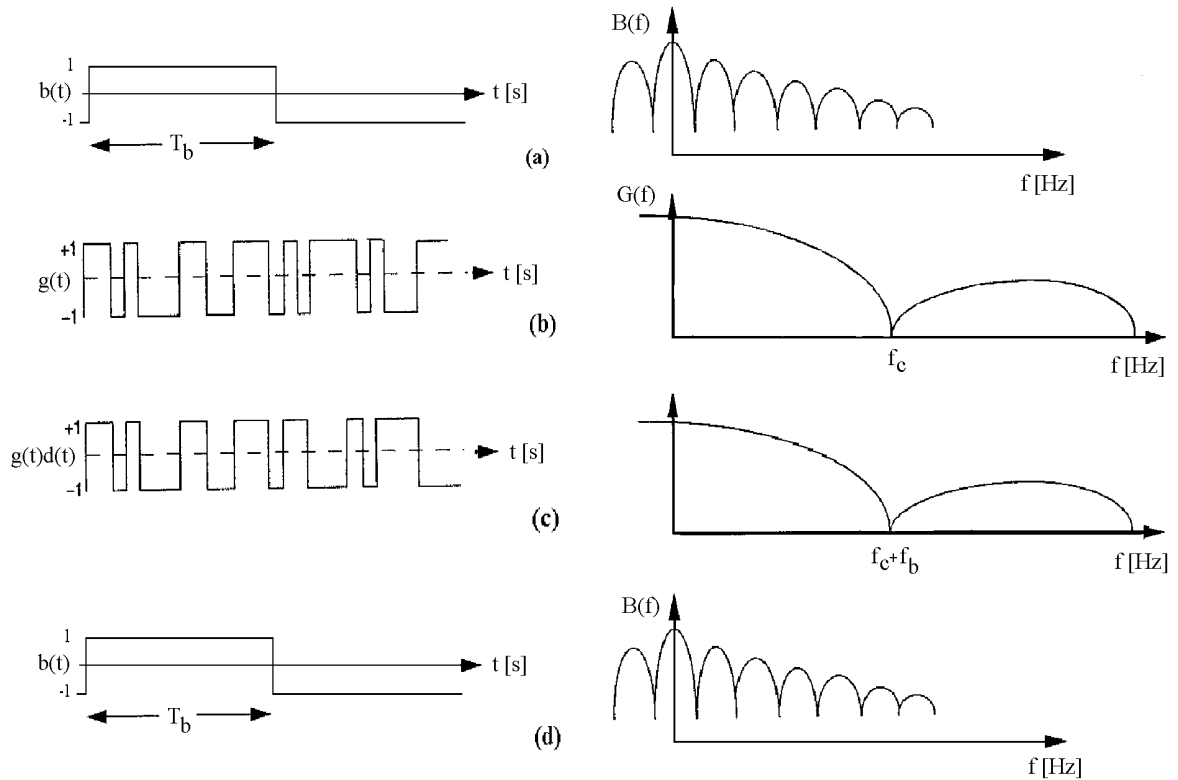 1
b(t)
-1
t [s]
T_b
(a)
B(f)
f [Hz]
+1
g(t)
-1
t [s]
(b)
G(f)
f_c
f [Hz]
+1
g(t)d(t)
-1
t [s]
(c)
f_c+f_b
f [Hz]
1
b(t)
-1
t [s]
T_b
(d)
B(f)
f [Hz]